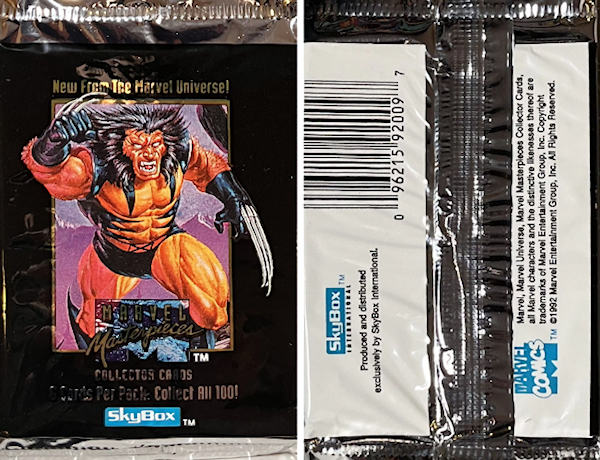 New From The Marvel Universe!
MARVEL
Masterpieces
TM
COLLECTOR CARDS
6 Cards Per Pack. Collect All 100!
SkyBox TM
0 96215 92009 7
SkyBox TM
INTERNATIONAL
Produced and distributed
exclusively by SkyBox International.
Marvel, Marvel Universe, Marvel Masterpieces Collector Cards,
all Marvel characters and the distinctive likenesses thereof are
trademarks of Marvel Entertainment Group, Inc. Copyright
©1992 Marvel Entertainment Group, Inc. All Rights Reserved.
MARVEL
COMICS
TM